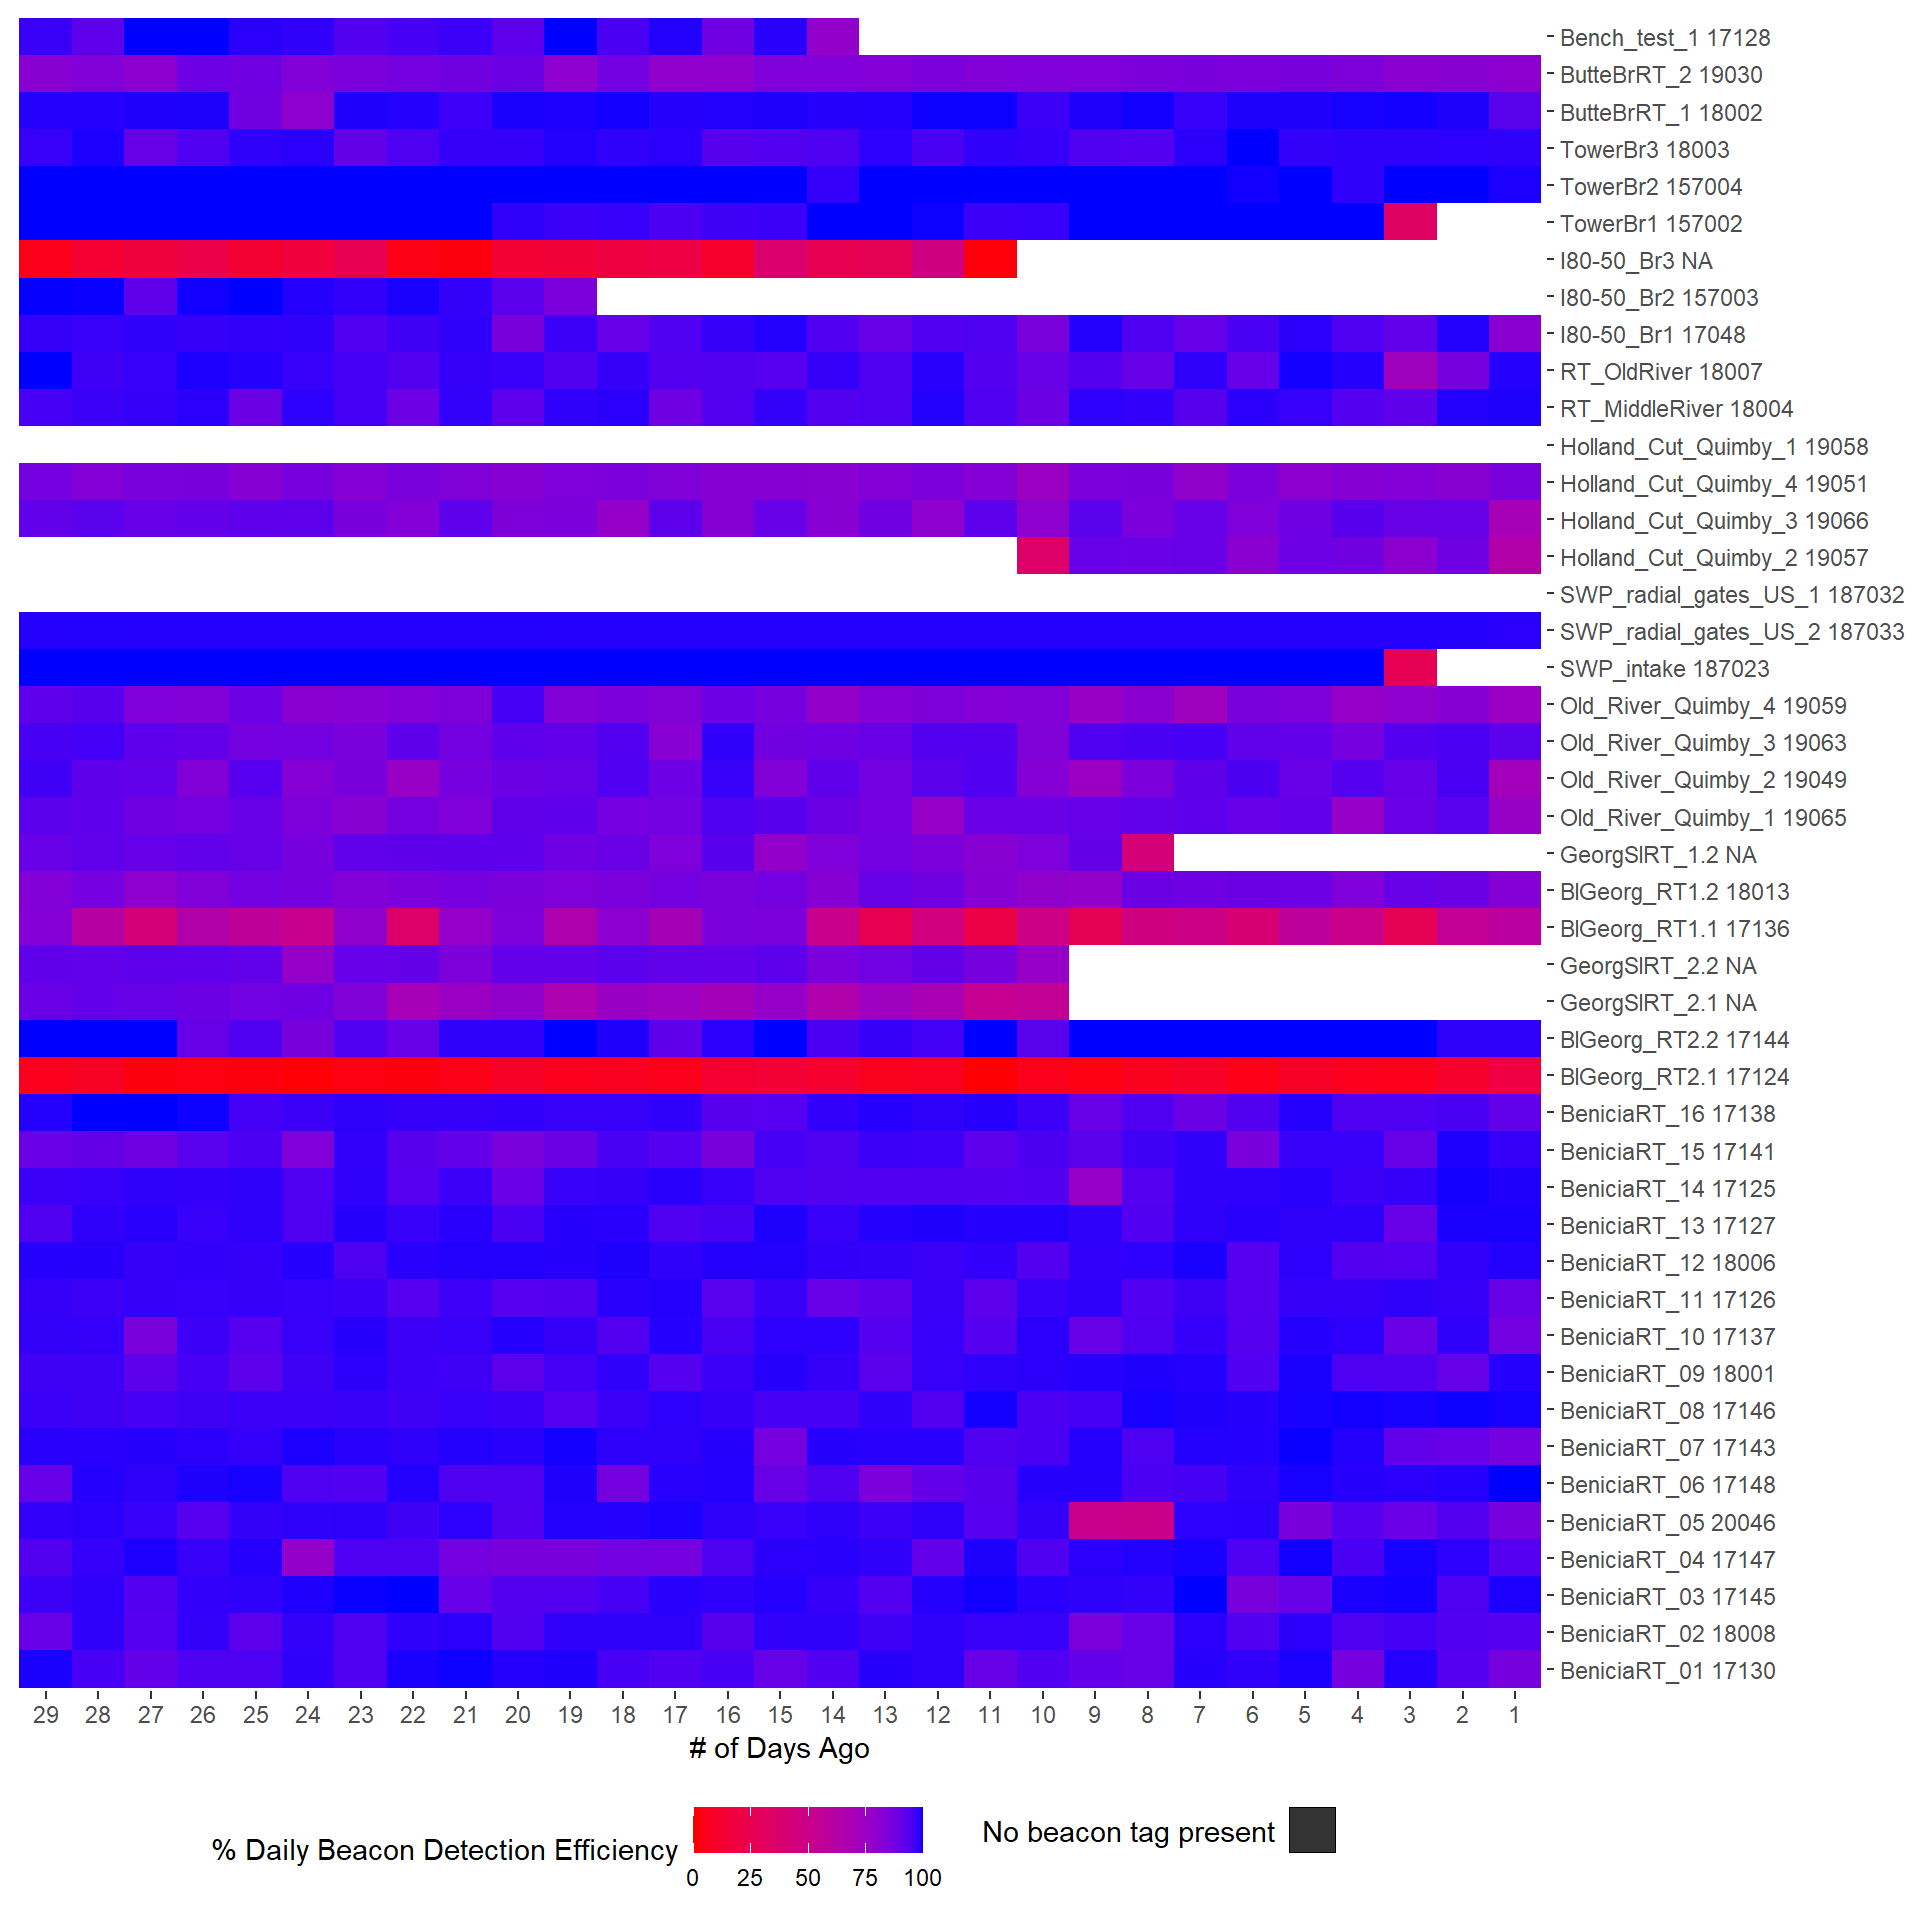 Bench_test_1 17128
ButteBrRT_2 19030
ButteBrRT_1 18002
TowerBr3 18003
TowerBr2 157004
TowerBr1 157002
I80-50_Br3 NA
I80-50_Br2 157003
I80-50_Br1 17048
RT_OldRiver 18007
RT_MiddleRiver 18004
Holland_Cut_Quimby_1 19058
Holland_Cut_Quimby_4 19051
Holland_Cut_Quimby_3 19066
Holland_Cut_Quimby_2 19057
SWP_radial_gates_US_1 187032
SWP_radial_gates_US_2 187033
SWP_intake 187023
Old_River_Quimby_4 19059
Old_River_Quimby_3 19063
Old_River_Quimby_2 19049
Old_River_Quimby_1 19065
GeorgSlRT_1.2 NA
BlGeorg_RT1.2 18013
BlGeorg_RT1.1 17136
GeorgSlRT_2.2 NA
GeorgSlRT_2.1 NA
BlGeorg_RT2.2 17144
BlGeorg_RT2.1 17124
BeniciaRT_16 17138
BeniciaRT_15 17141
BeniciaRT_14 17125
BeniciaRT_13 17127
BeniciaRT_12 18006
BeniciaRT_11 17126
BeniciaRT_10 17137
BeniciaRT_09 18001
BeniciaRT_08 17146
BeniciaRT_07 17143
BeniciaRT_06 17148
BeniciaRT_05 20046
BeniciaRT_04 17147
BeniciaRT_03 17145
BeniciaRT_02 18008
BeniciaRT_01 17130
29 28 27 26 25 24 23 22 21 20 19 18 17 16 15 14 13 12 11 10 9 8 7 6 5 4 3 2 1
# of Days Ago
% Daily Beacon Detection Efficiency
0 25 50 75 100
No beacon tag present